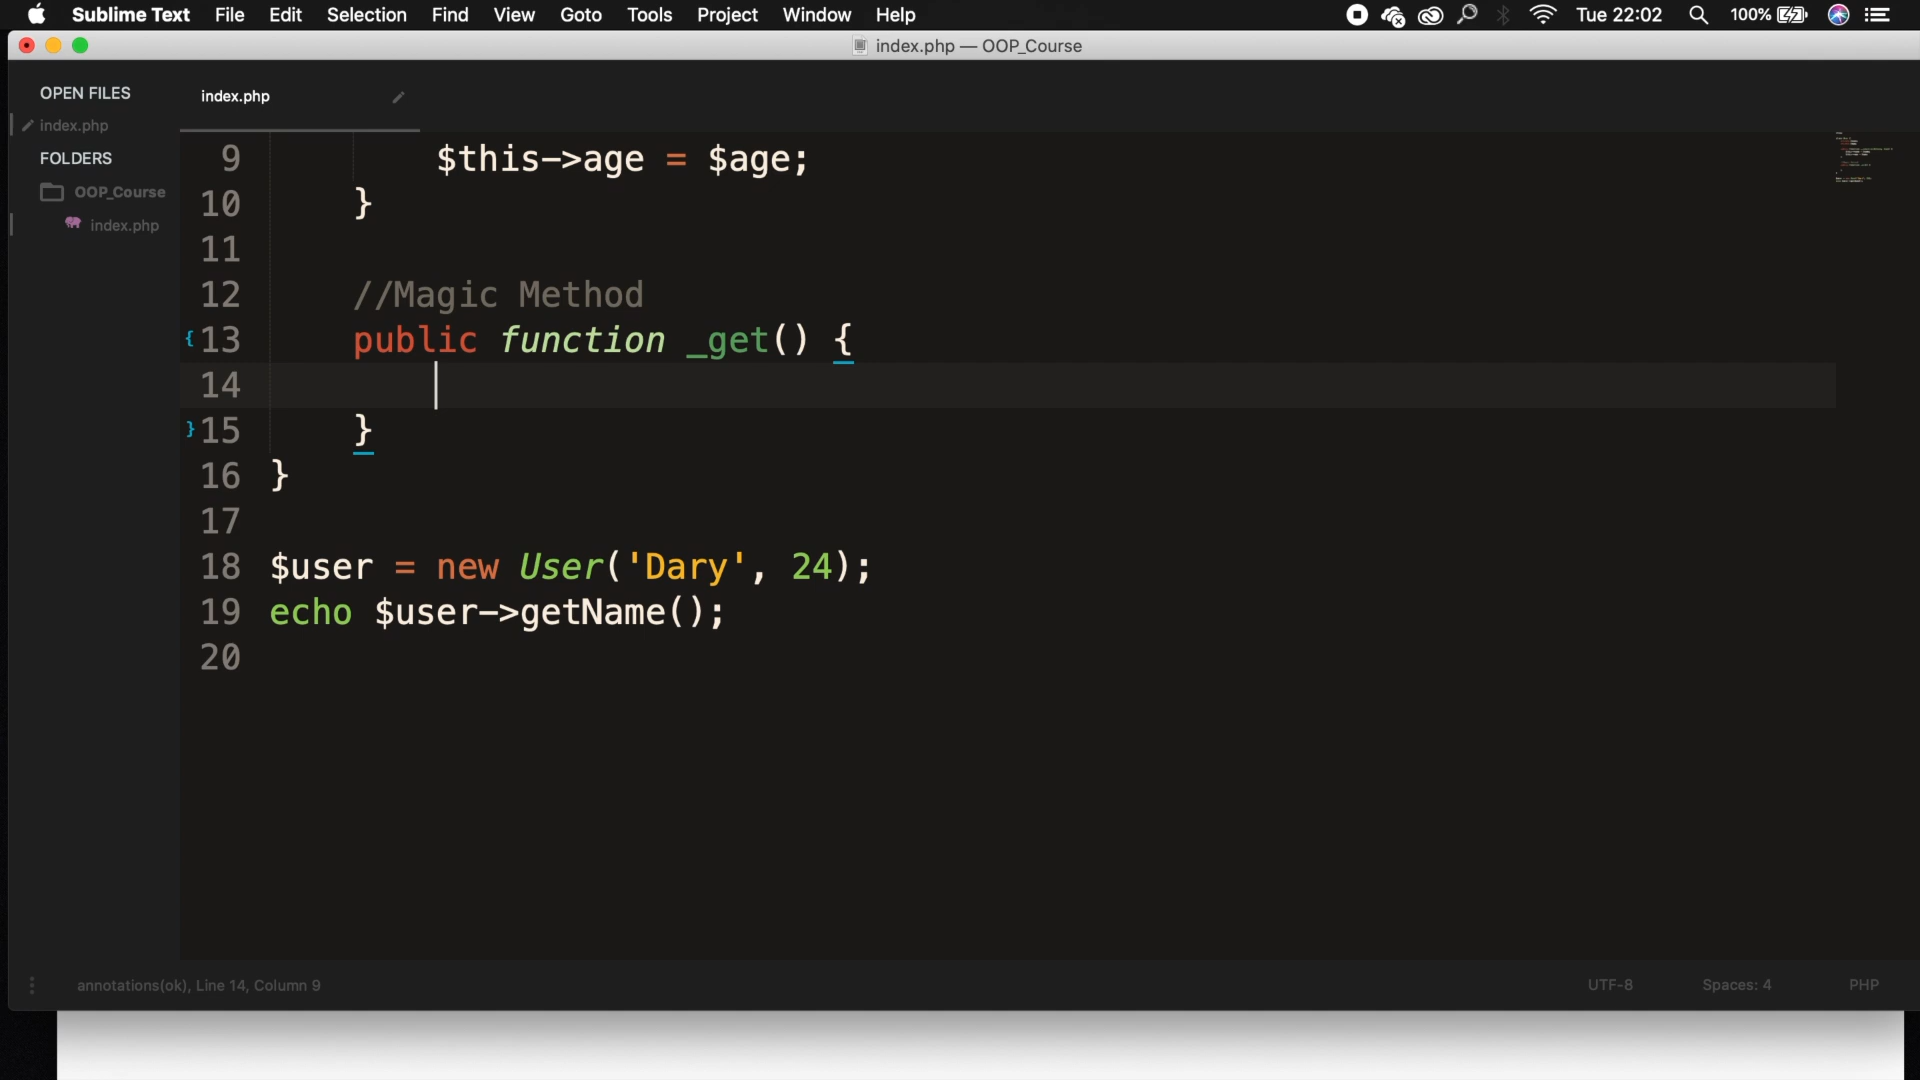 Sublime Text File Edit Selection Find View Goto Tools Project Window Help Tue 22:02 100%
index.php — OOP_Course
OPEN FILES
index.php
FOLDERS
OOP_Course
index.php
index.php
9 $this->age = $age;
10 }
11
12 //Magic Method
13 public function _get() {
14
15 }
16 }
17
18 $user = new User('Dary', 24);
19 echo $user->getName();
20
annotations(ok), Line 14, Column 9 UTF-8 Spaces: 4 PHP